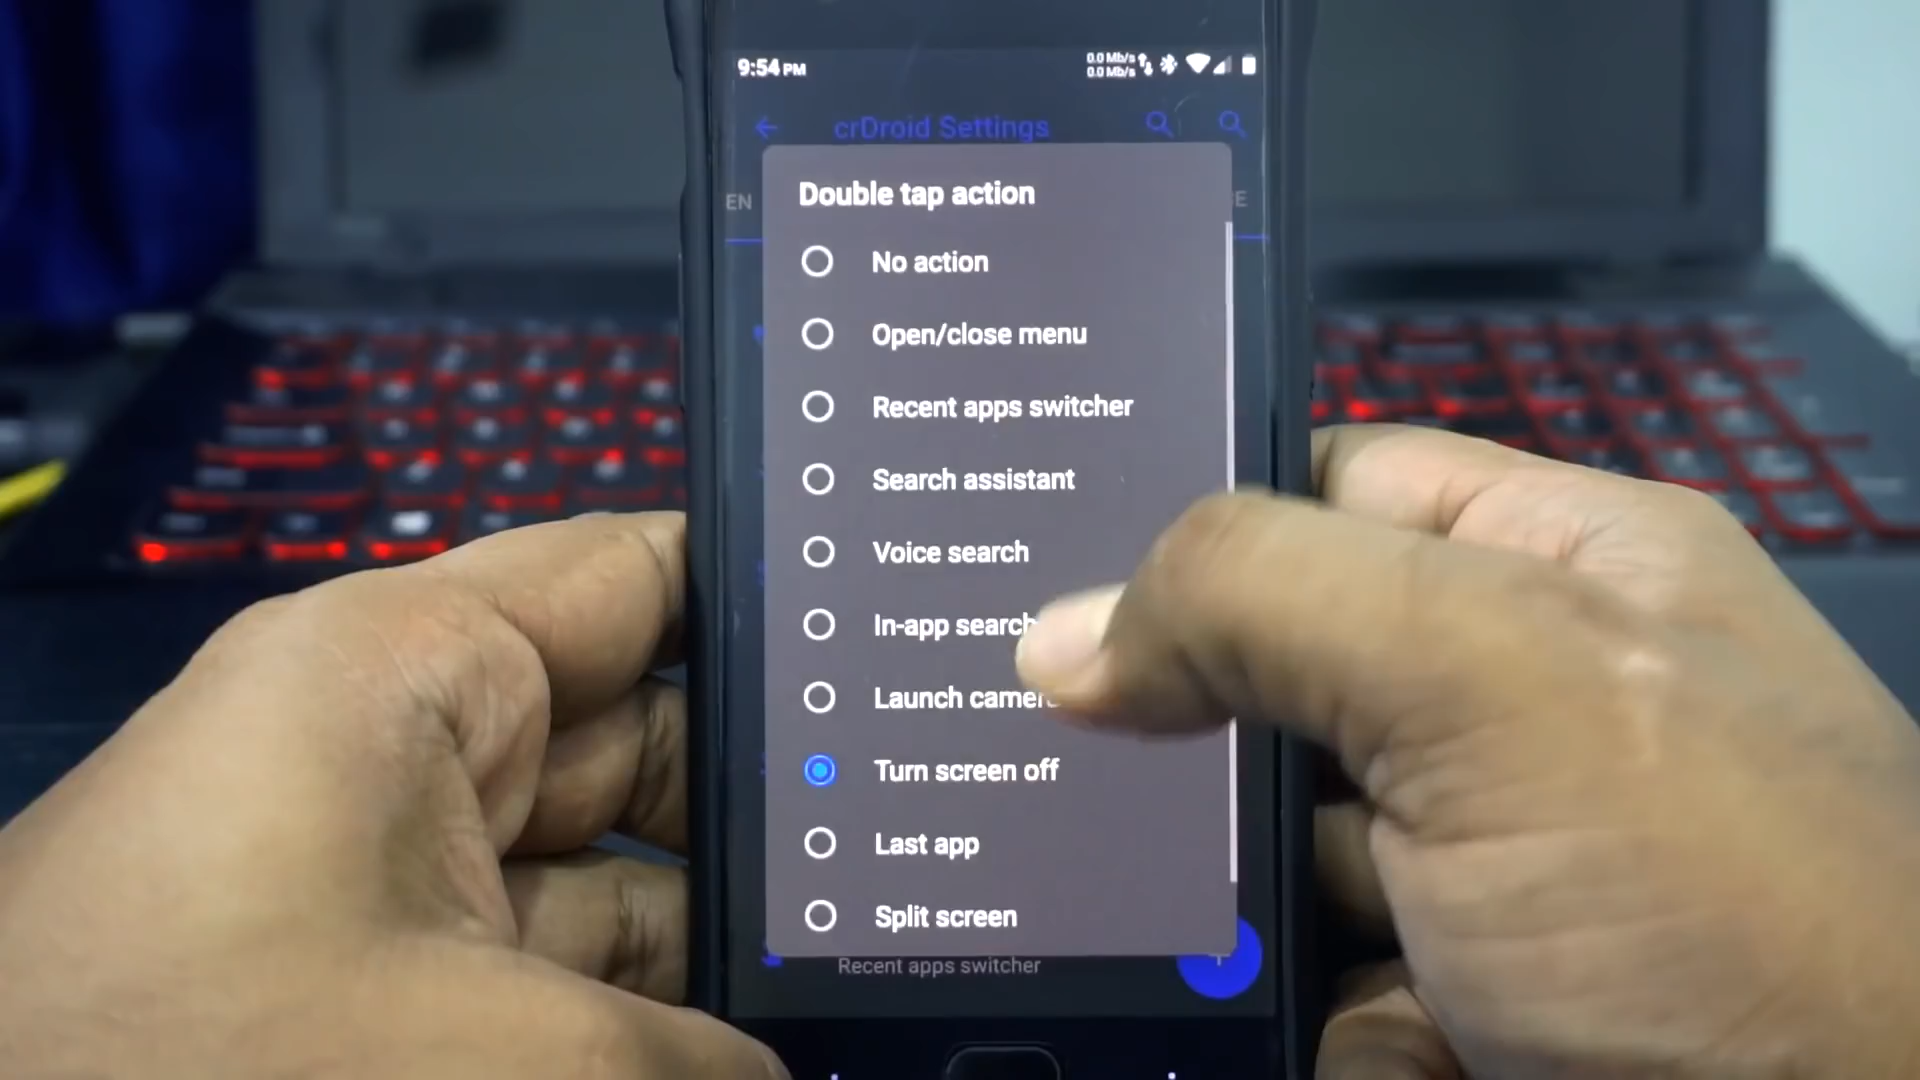 9:54 PM
0.0 Mb/s
0.0 Mb/s
crDroid Settings
EN
Double tap action
No action
Open/close menu
Recent apps switcher
Search assistant
Voice search
In-app search
Launch camera
Turn screen off
Last app
Split screen
Recent apps switcher